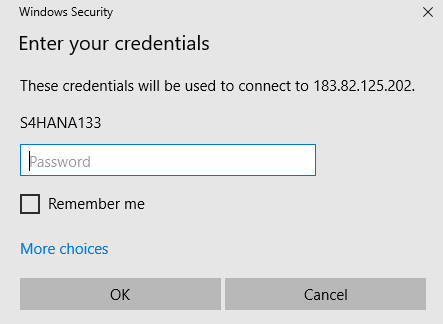 Windows Security
Enter your credentials
These credentials will be used to connect to 183.82.125.202.
S4HANA133
Password
Remember me
More choices
OK
Cancel